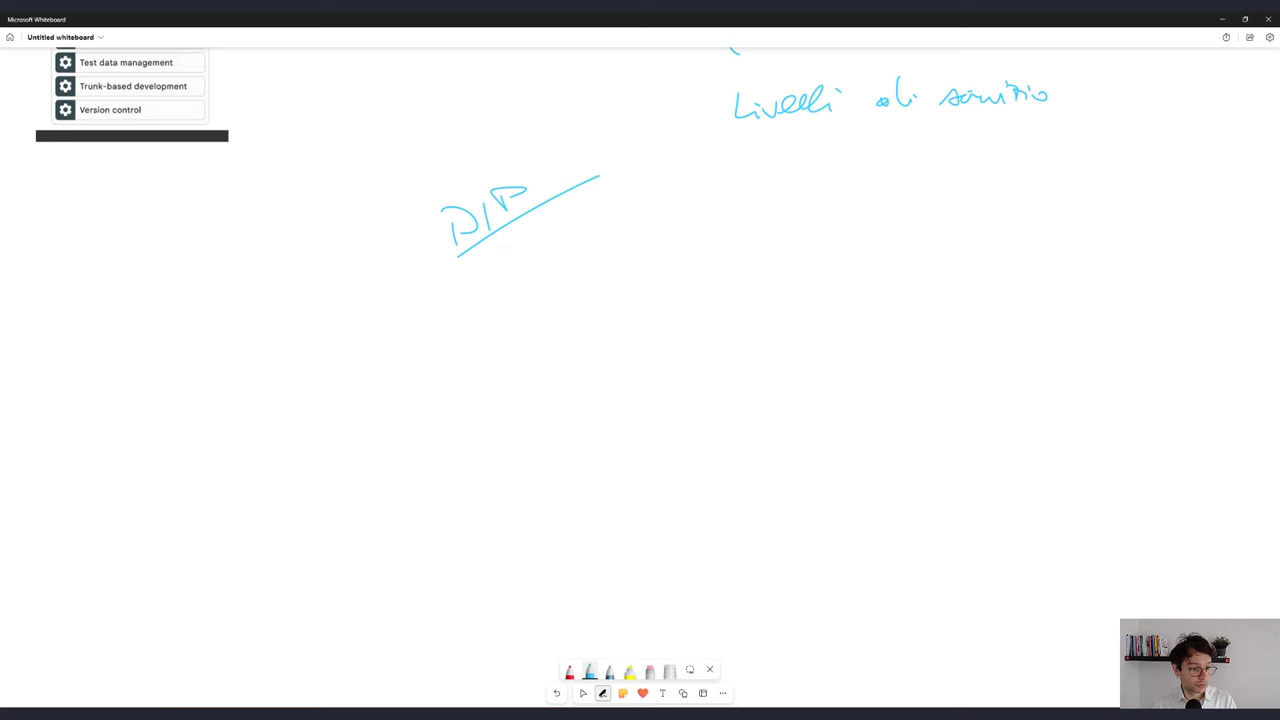 Microsoft Whiteboard
Untitled whiteboard
Test data management
Trunk-based development
Version control
Livelli di servizio
DIP